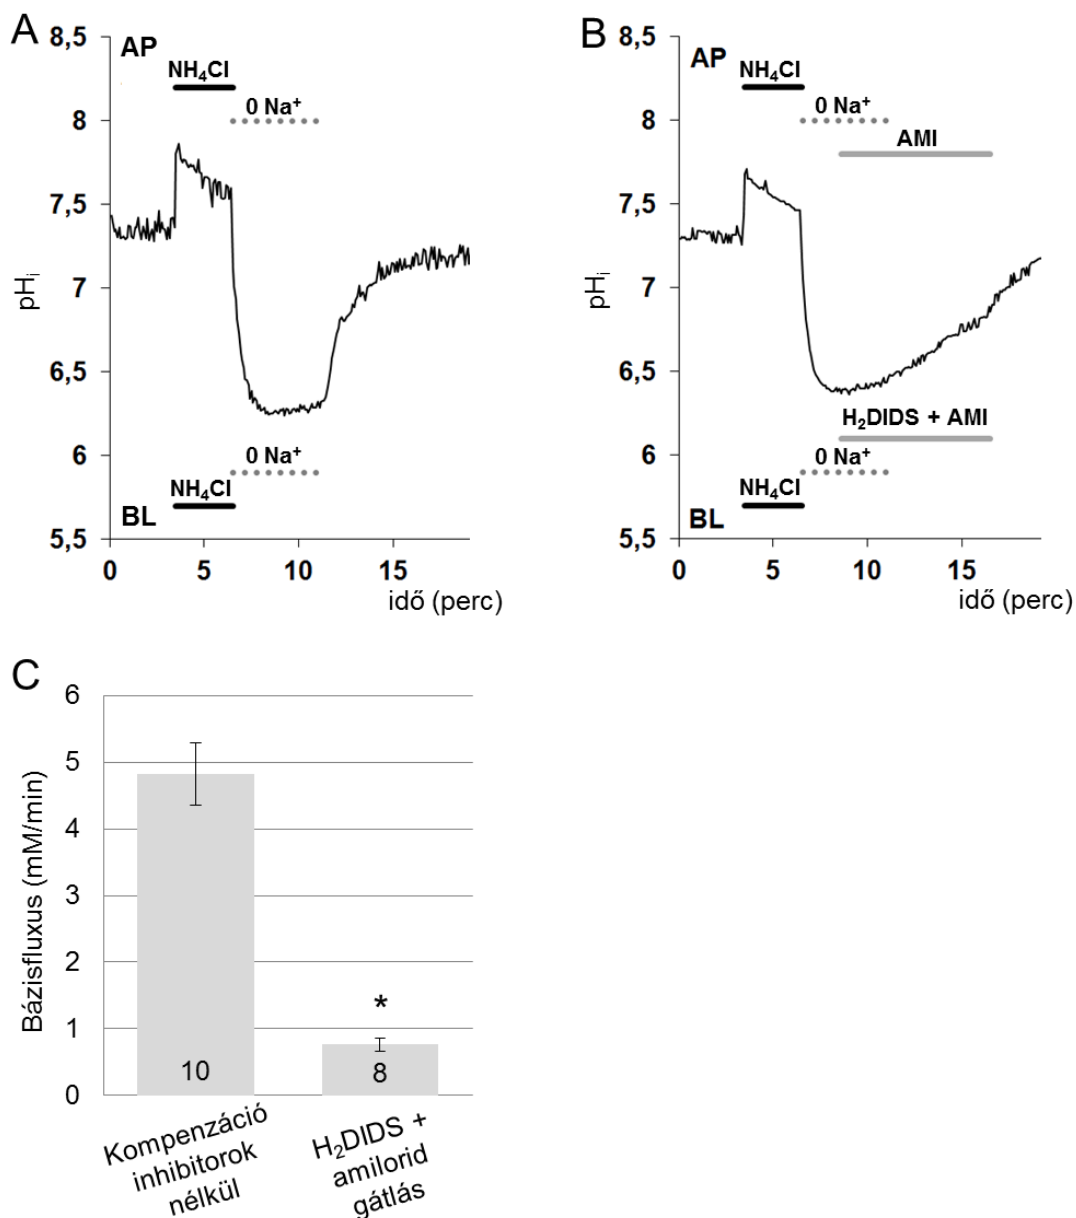 A
8,5
8
7,5
7
6,5
6
5,5
pHi
AP
NH₄Cl
0 Na⁺
0 Na⁺
NH₄Cl
BL
0
5
10
15
idő (perc)
B
8,5
8
7,5
7
6,5
6
5,5
pHi
AP
NH₄Cl
0 Na⁺
AMI
H₂DIDS + AMI
0 Na⁺
NH₄Cl
BL
0
5
10
15
idő (perc)
C
6
5
4
3
2
1
0
Bázisfluxus (mM/min)
10
*
8
Kompenzáció
inhibitorok
nélkül
H₂DIDS +
amilorid
gátlás